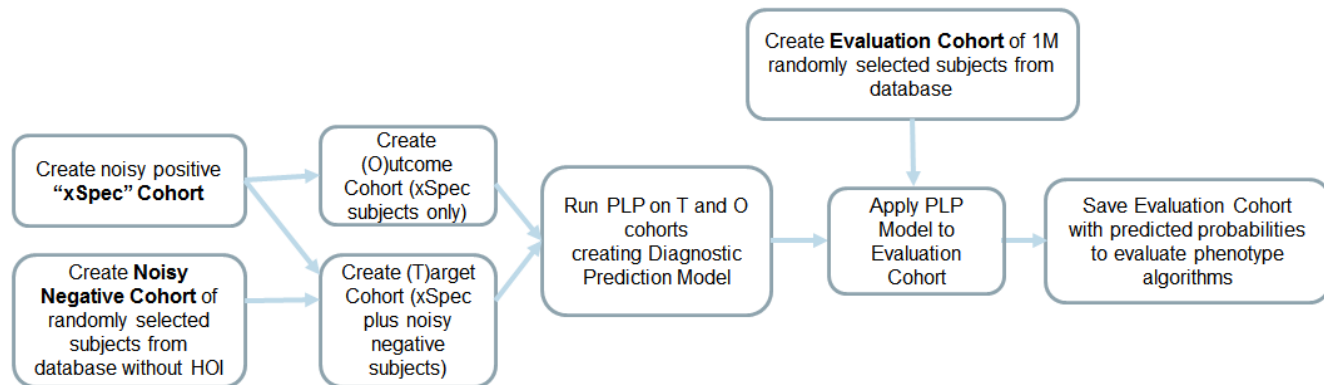 Create noisy positive
“xSpec” Cohort
Create Noisy
Negative Cohort of
randomly selected
subjects from
database without HOI
Create
(O)utcome
Cohort (xSpec
subjects only)
Create (T)arget
Cohort (xSpec
plus noisy
negative
subjects)
Run PLP on T and O
cohorts
creating Diagnostic
Prediction Model
Create Evaluation Cohort of 1M
randomly selected subjects from
database
Apply PLP
Model to
Evaluation
Cohort
Save Evaluation Cohort
with predicted probabilities
to evaluate phenotype
algorithms